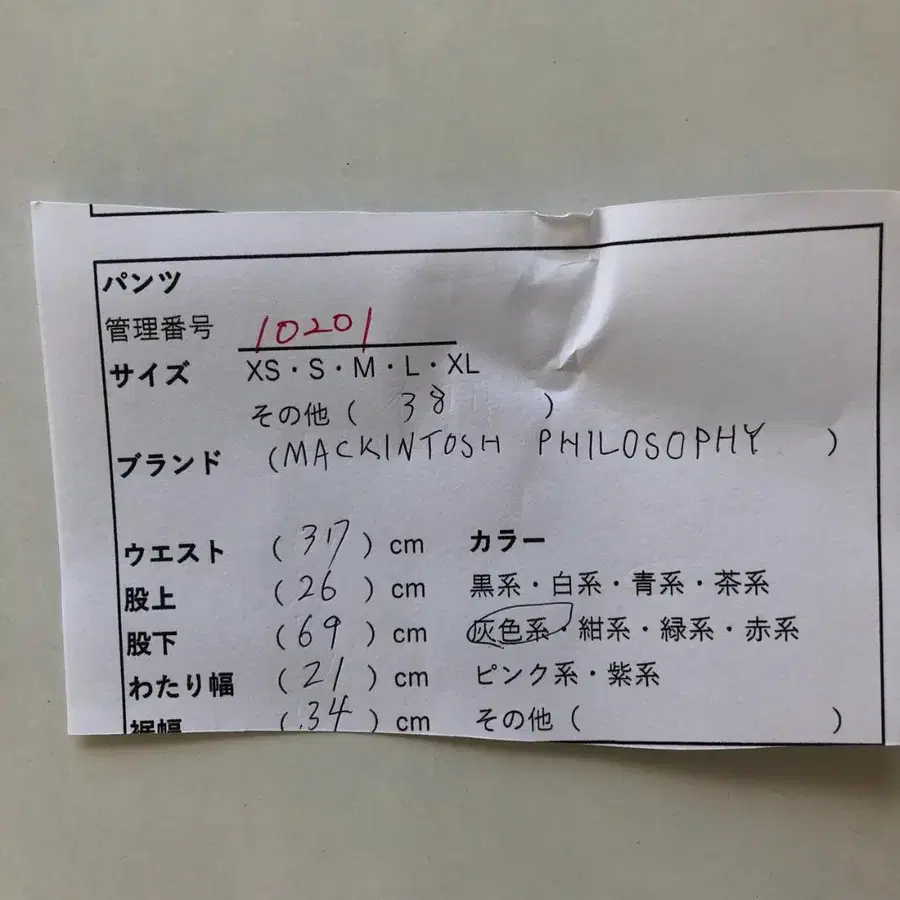 パンツ
管理番号 10201
サイズ XS・S・M・L・XL
その他 ( 38 )
ブランド (MACKINTOSH PHILOSOPHY )
ウエスト (37) cm カラー
股上 (26) cm 黒系・白系・青系・茶系
股下 (69) cm 灰色系・紺系・緑系・赤系
わたり幅 (21) cm ピンク系・紫系
裾幅 (34) cm その他 ( )